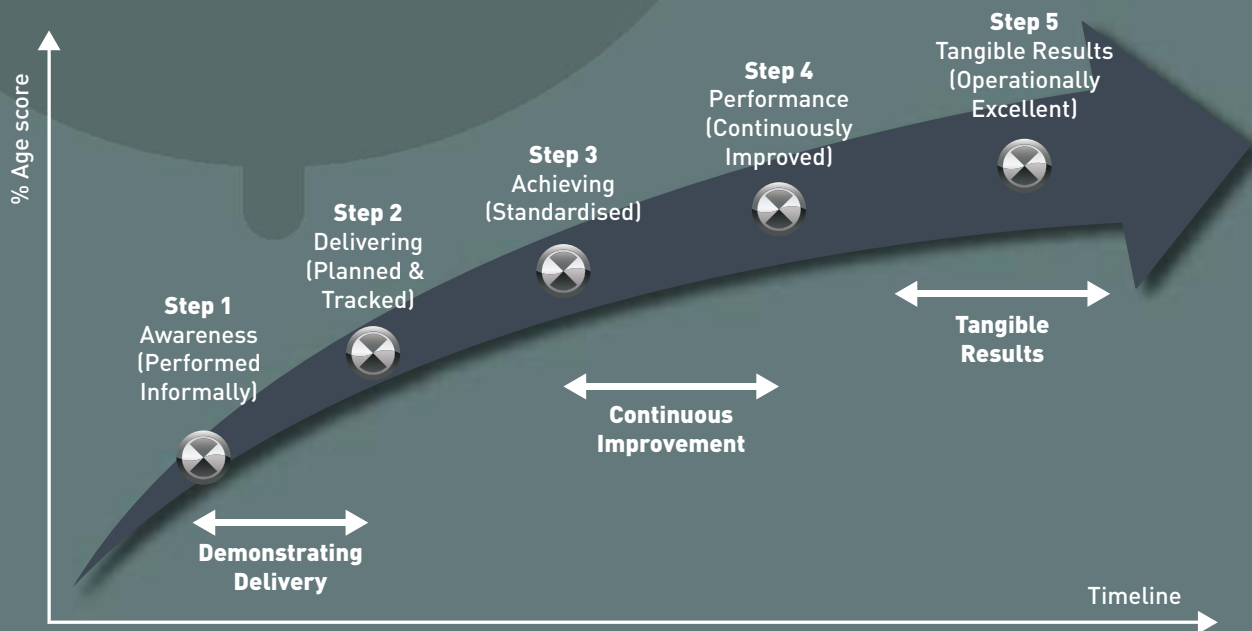 % Age score
Step 1
Awareness
(Performed
Informally)
Step 2
Delivering
(Planned &
Tracked)
Step 3
Achieving
(Standardised)
Step 4
Performance
(Continuously
Improved)
Step 5
Tangible Results
(Operationally
Excellent)
Demonstrating
Delivery
Continuous
Improvement
Tangible
Results
Timeline